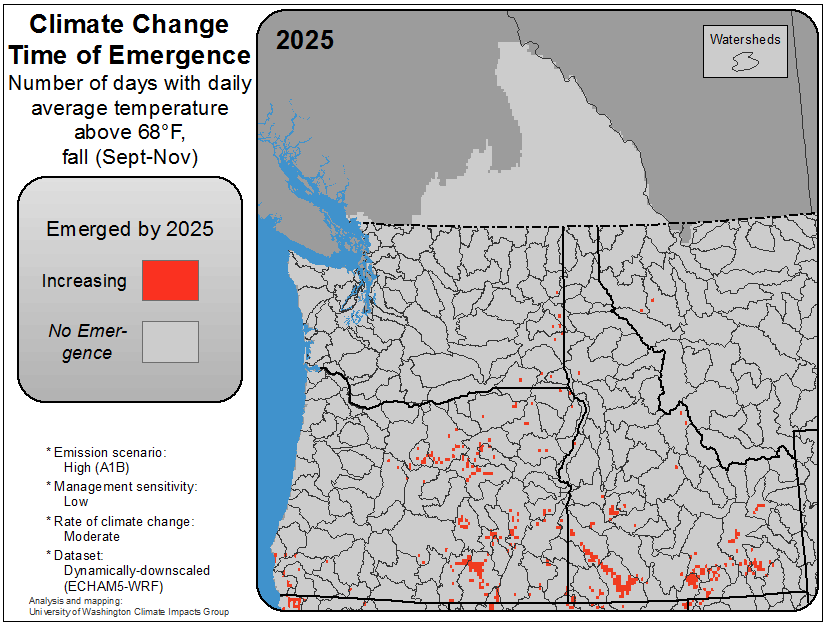 Climate Change
Time of Emergence
Number of days with daily
average temperature
above 68°F,
fall (Sept-Nov)
Emerged by 2025
Increasing
No Emer-
gence
* Emission scenario:
High (A1B)
* Management sensitivity:
Low
* Rate of climate change:
Moderate
* Dataset:
Dynamically-downscaled
(ECHAM5-WRF)
Analysis and mapping:
University of Washington Climate Impacts Group
2025
Watersheds